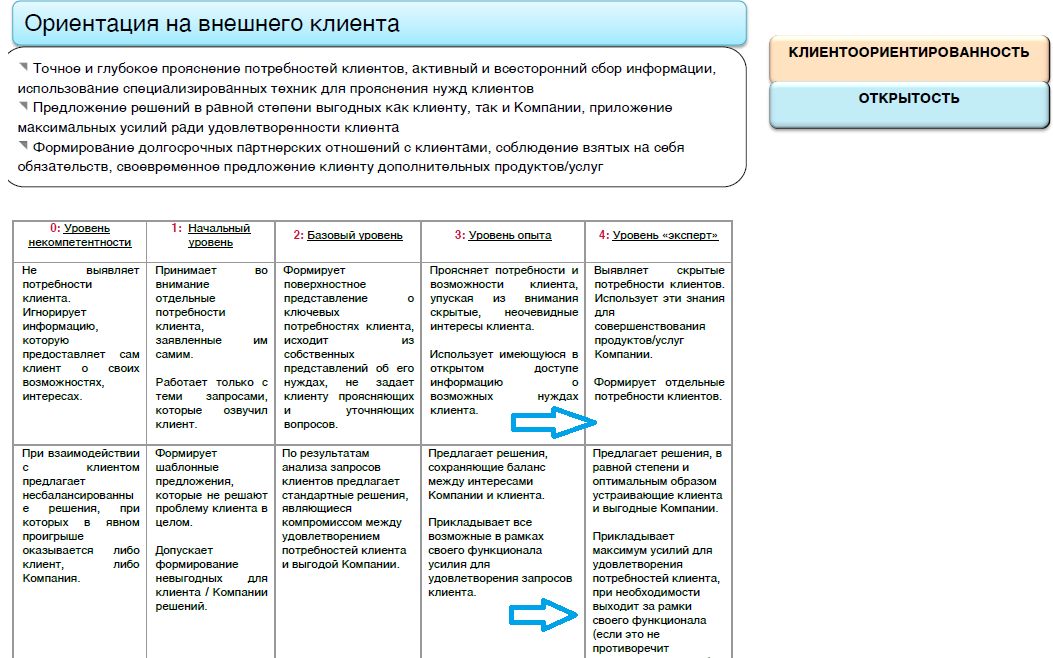 Ориентация на внешнего клиента
КЛИЕНТООРИЕНТИРОВАННОСТЬ
ОТКРЫТОСТЬ
Точное и глубокое прояснение потребностей клиентов, активный и всесторонний сбор информации,
использование специализированных техник для прояснения нужд клиентов
Предложение решений в равной степени выгодных как клиенту, так и Компании, приложение
максимальных усилий ради удовлетворенности клиента
Формирование долгосрочных партнерских отношений с клиентами, соблюдение взятых на себя
обязательств, своевременное предложение клиенту дополнительных продуктов/услуг
0: Уровень
некомпетентности
1: Начальный
уровень
2: Базовый уровень
3: Уровень опыта
4: Уровень «эксперт»
Не выявляет
потребности
клиента.
Игнорирует
информацию,
которую
предоставляет сам
клиент о своих
возможностях,
интересах.
Принимает во
внимание
отдельные
потребности
клиента,
заявленные им
самим.
Работает только с
теми запросами,
которые озвучил
клиент.
Формирует
поверхностное
представление о
ключевых
потребностях клиента,
исходит из
собственных
представлений об его
нуждах, не задает
клиенту проясняющих
и уточняющих
вопросов.
Проясняет потребности и
возможности клиента,
упуская из внимания
скрытые, неочевидные
интересы клиента.
Использует имеющуюся в
открытом доступе
информацию о
возможных нуждах
клиента.
Выявляет скрытые
потребности клиентов.
Использует эти знания
для
совершенствования
продуктов/услуг
Компании.
Формирует отдельные
потребности клиентов.
При взаимодействии
с клиентом
предлагает
несбалансированны
е решения, при
которых в явном
проигрыше
оказывается либо
клиент, либо
Компания.
Формирует
шаблонные
предложения,
которые не решают
проблему клиента в
целом.
Допускает
формирование
невыгодных для
клиента / Компании
решений.
По результатам
анализа запросов
клиентов предлагает
стандартные решения,
являющиеся
компромиссом между
удовлетворением
потребностей клиента
и выгодой Компании.
Предлагает решения,
сохраняющие баланс
между интересами
Компании и клиента.
Прикладывает все
возможные в рамках
своего функционала
усилия для
удовлетворения запросов
клиента.
Предлагает решения, в
равной степени и
оптимальным образом
устраивающие клиента
и выгодные Компании.
Прикладывает
максимум усилий для
удовлетворения
потребностей клиента,
при необходимости
выходит за рамки
своего функционала
(если это не
противоречит